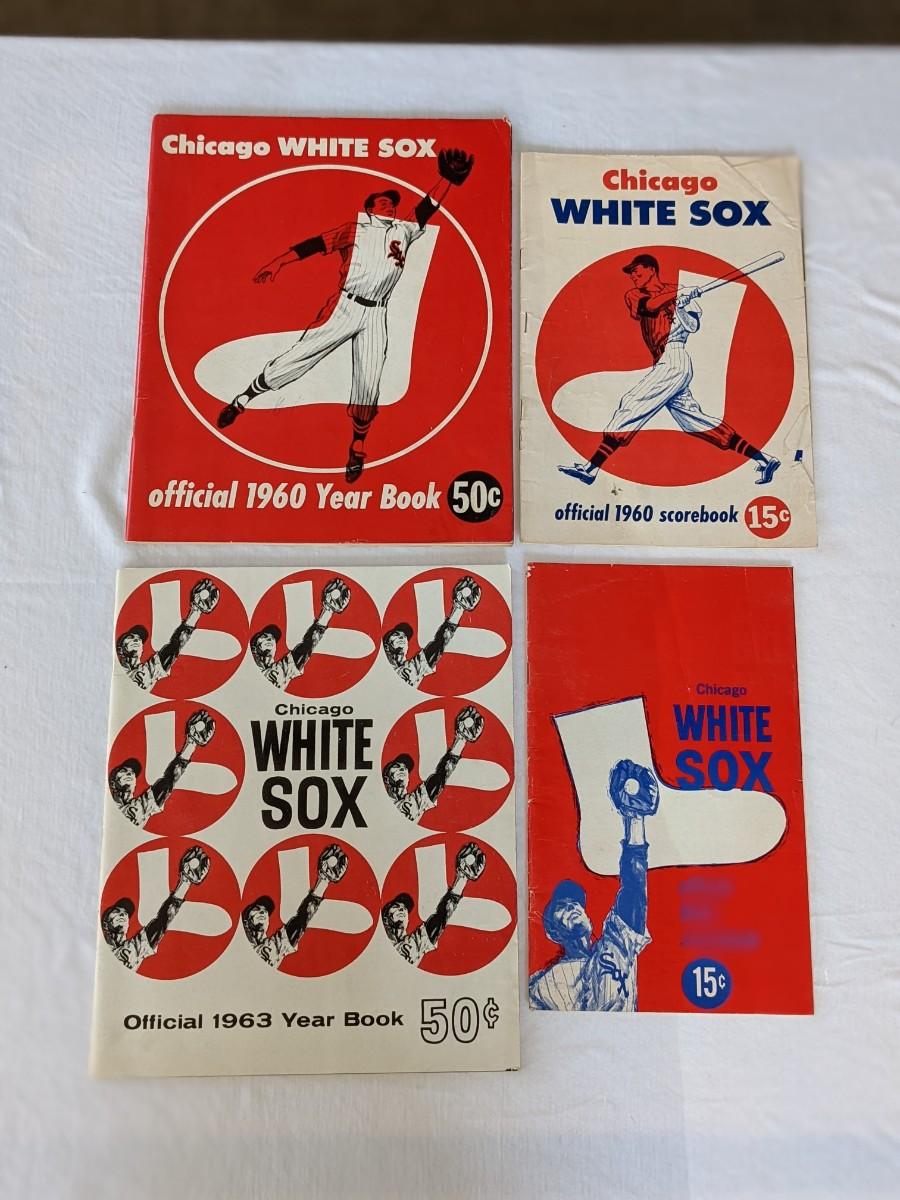 Chicago WHITE SOX
official 1960 Year Book 50¢
Chicago
WHITE SOX
official 1960 scorebook 15¢
Chicago
WHITE
SOX
Official 1963 Year Book 50¢
Chicago
WHITE
SOX
15¢